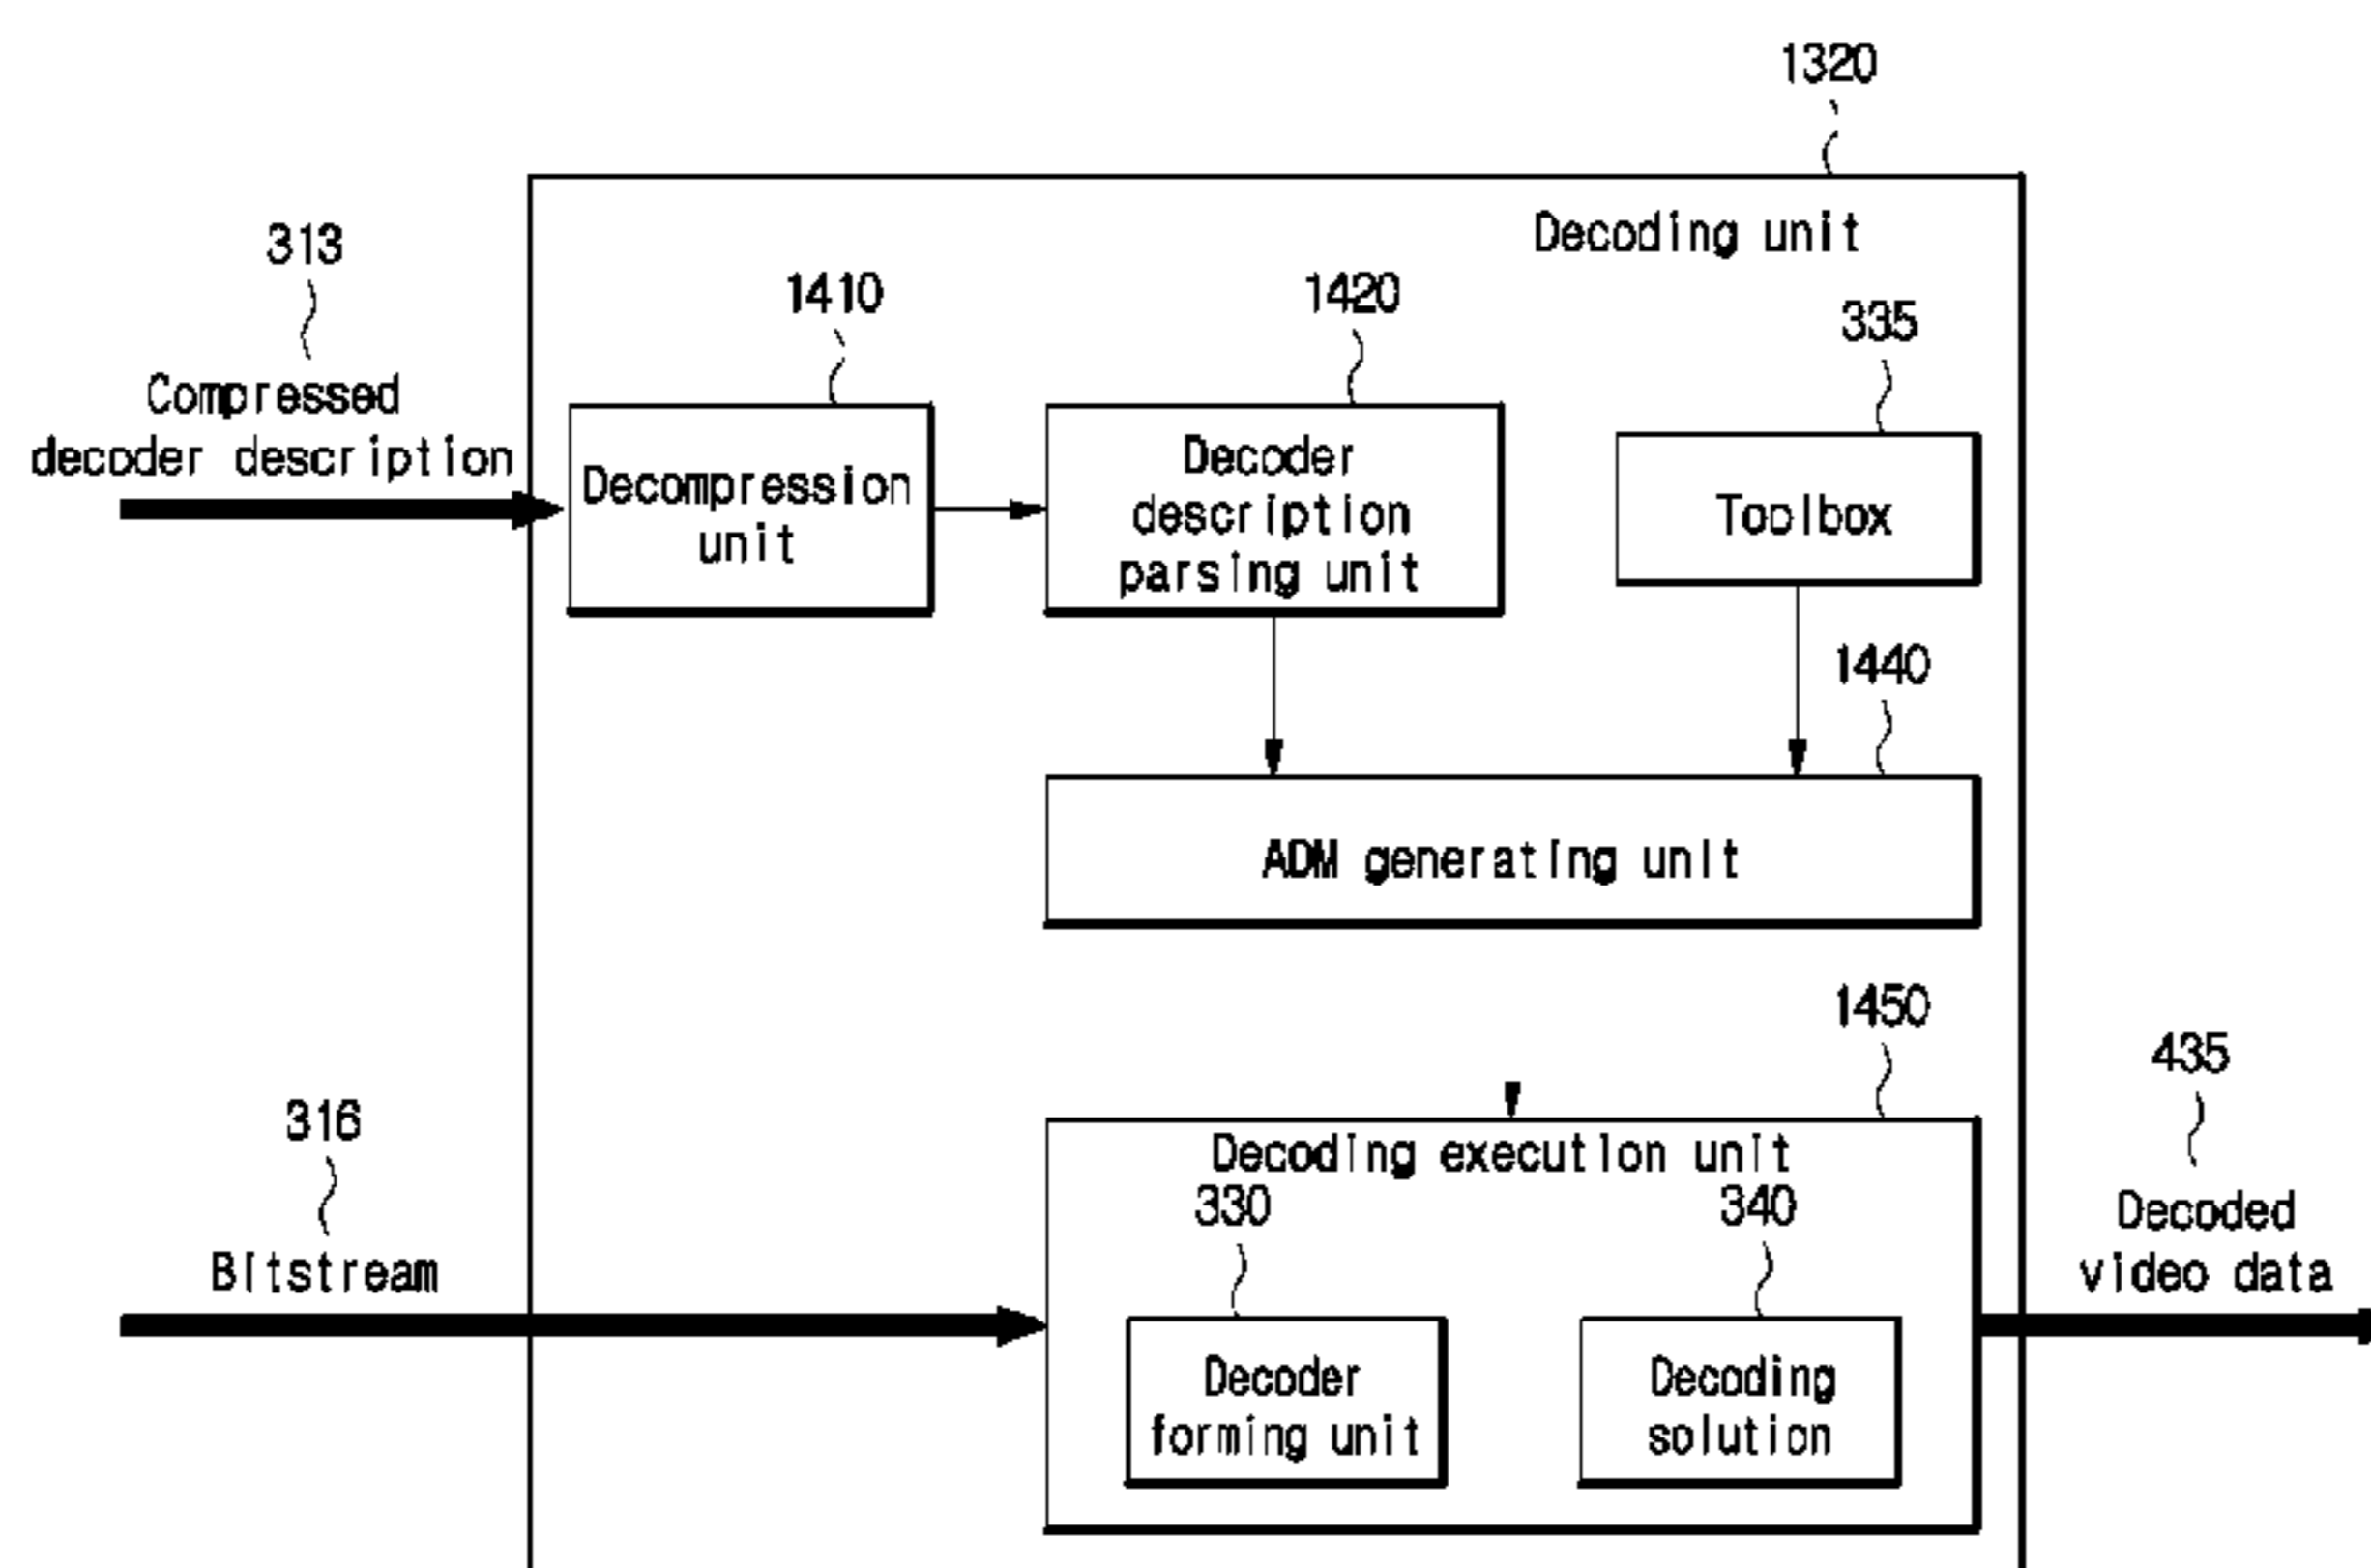 1320
Decoding unit
313
1410
1420
335
Compressed
decoder description
Decompression
unit
Decoder
description
parsing unit
Toolbox
1440
ADM generating unit
1450
435
316
Decoding execution unit
330
340
Decoded
video data
Bitstream
Decoder
forming unit
Decoding
solution